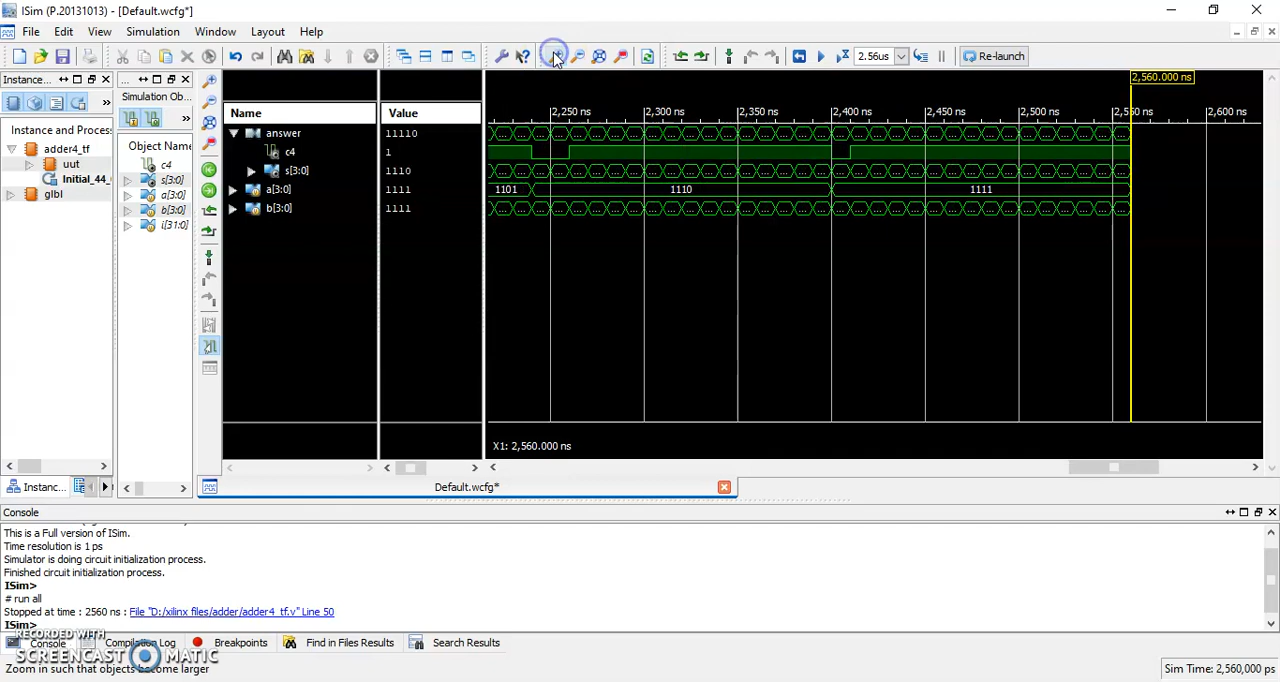 ISim (P.20131013) - [Default.wcfg*]
File Edit View Simulation Window Layout Help
2.56us Re-launch
Instance... Simulation Ob
Instance and Process
adder4_tf
uut
Initial_44_
glbl
Object Name
c4
s[3:0]
a[3:0]
b[3:0]
i[31:0]
Name Value
answer 11110
c4 1
s[3:0] 1110
a[3:0] 1111
b[3:0] 1111
2,560.000 ns
2,250 ns 2,300 ns 2,350 ns 2,400 ns 2,450 ns 2,500 ns 2,550 ns 2,600 ns
1101 1110 1111
X1: 2,560.000 ns
Instanc... Default.wcfg*
Console
This is a Full version of ISim.
Time resolution is 1 ps
Simulator is doing circuit initialization process.
Finished circuit initialization process.
ISim>
# run all
Stopped at time : 2560 ns : File "D:/xilinx files/adder/adder4_tf.v" Line 50
ISim>
Console Compilation Log Breakpoints Find in Files Results Search Results
RECORDED WITH
SCREENCAST MATIC
Zoom in such that objects become larger
Sim Time: 2,560,000 ps